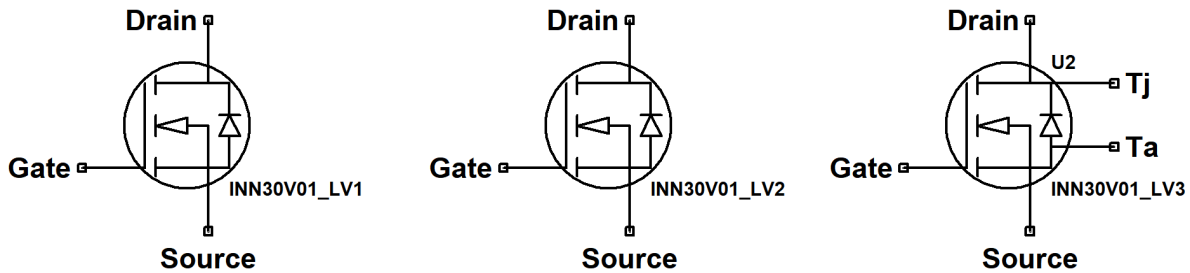 Drain
Gate
INN30V01_LV1
Source
Drain
Gate
INN30V01_LV2
Source
Drain
U2
Tj
Ta
Gate
INN30V01_LV3
Source